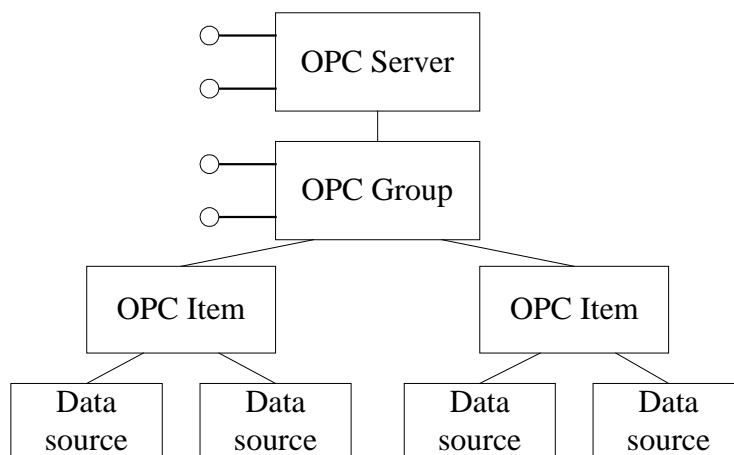 OPC Server
OPC Group
OPC Item
OPC Item
Data
source
Data
source
Data
source
Data
source